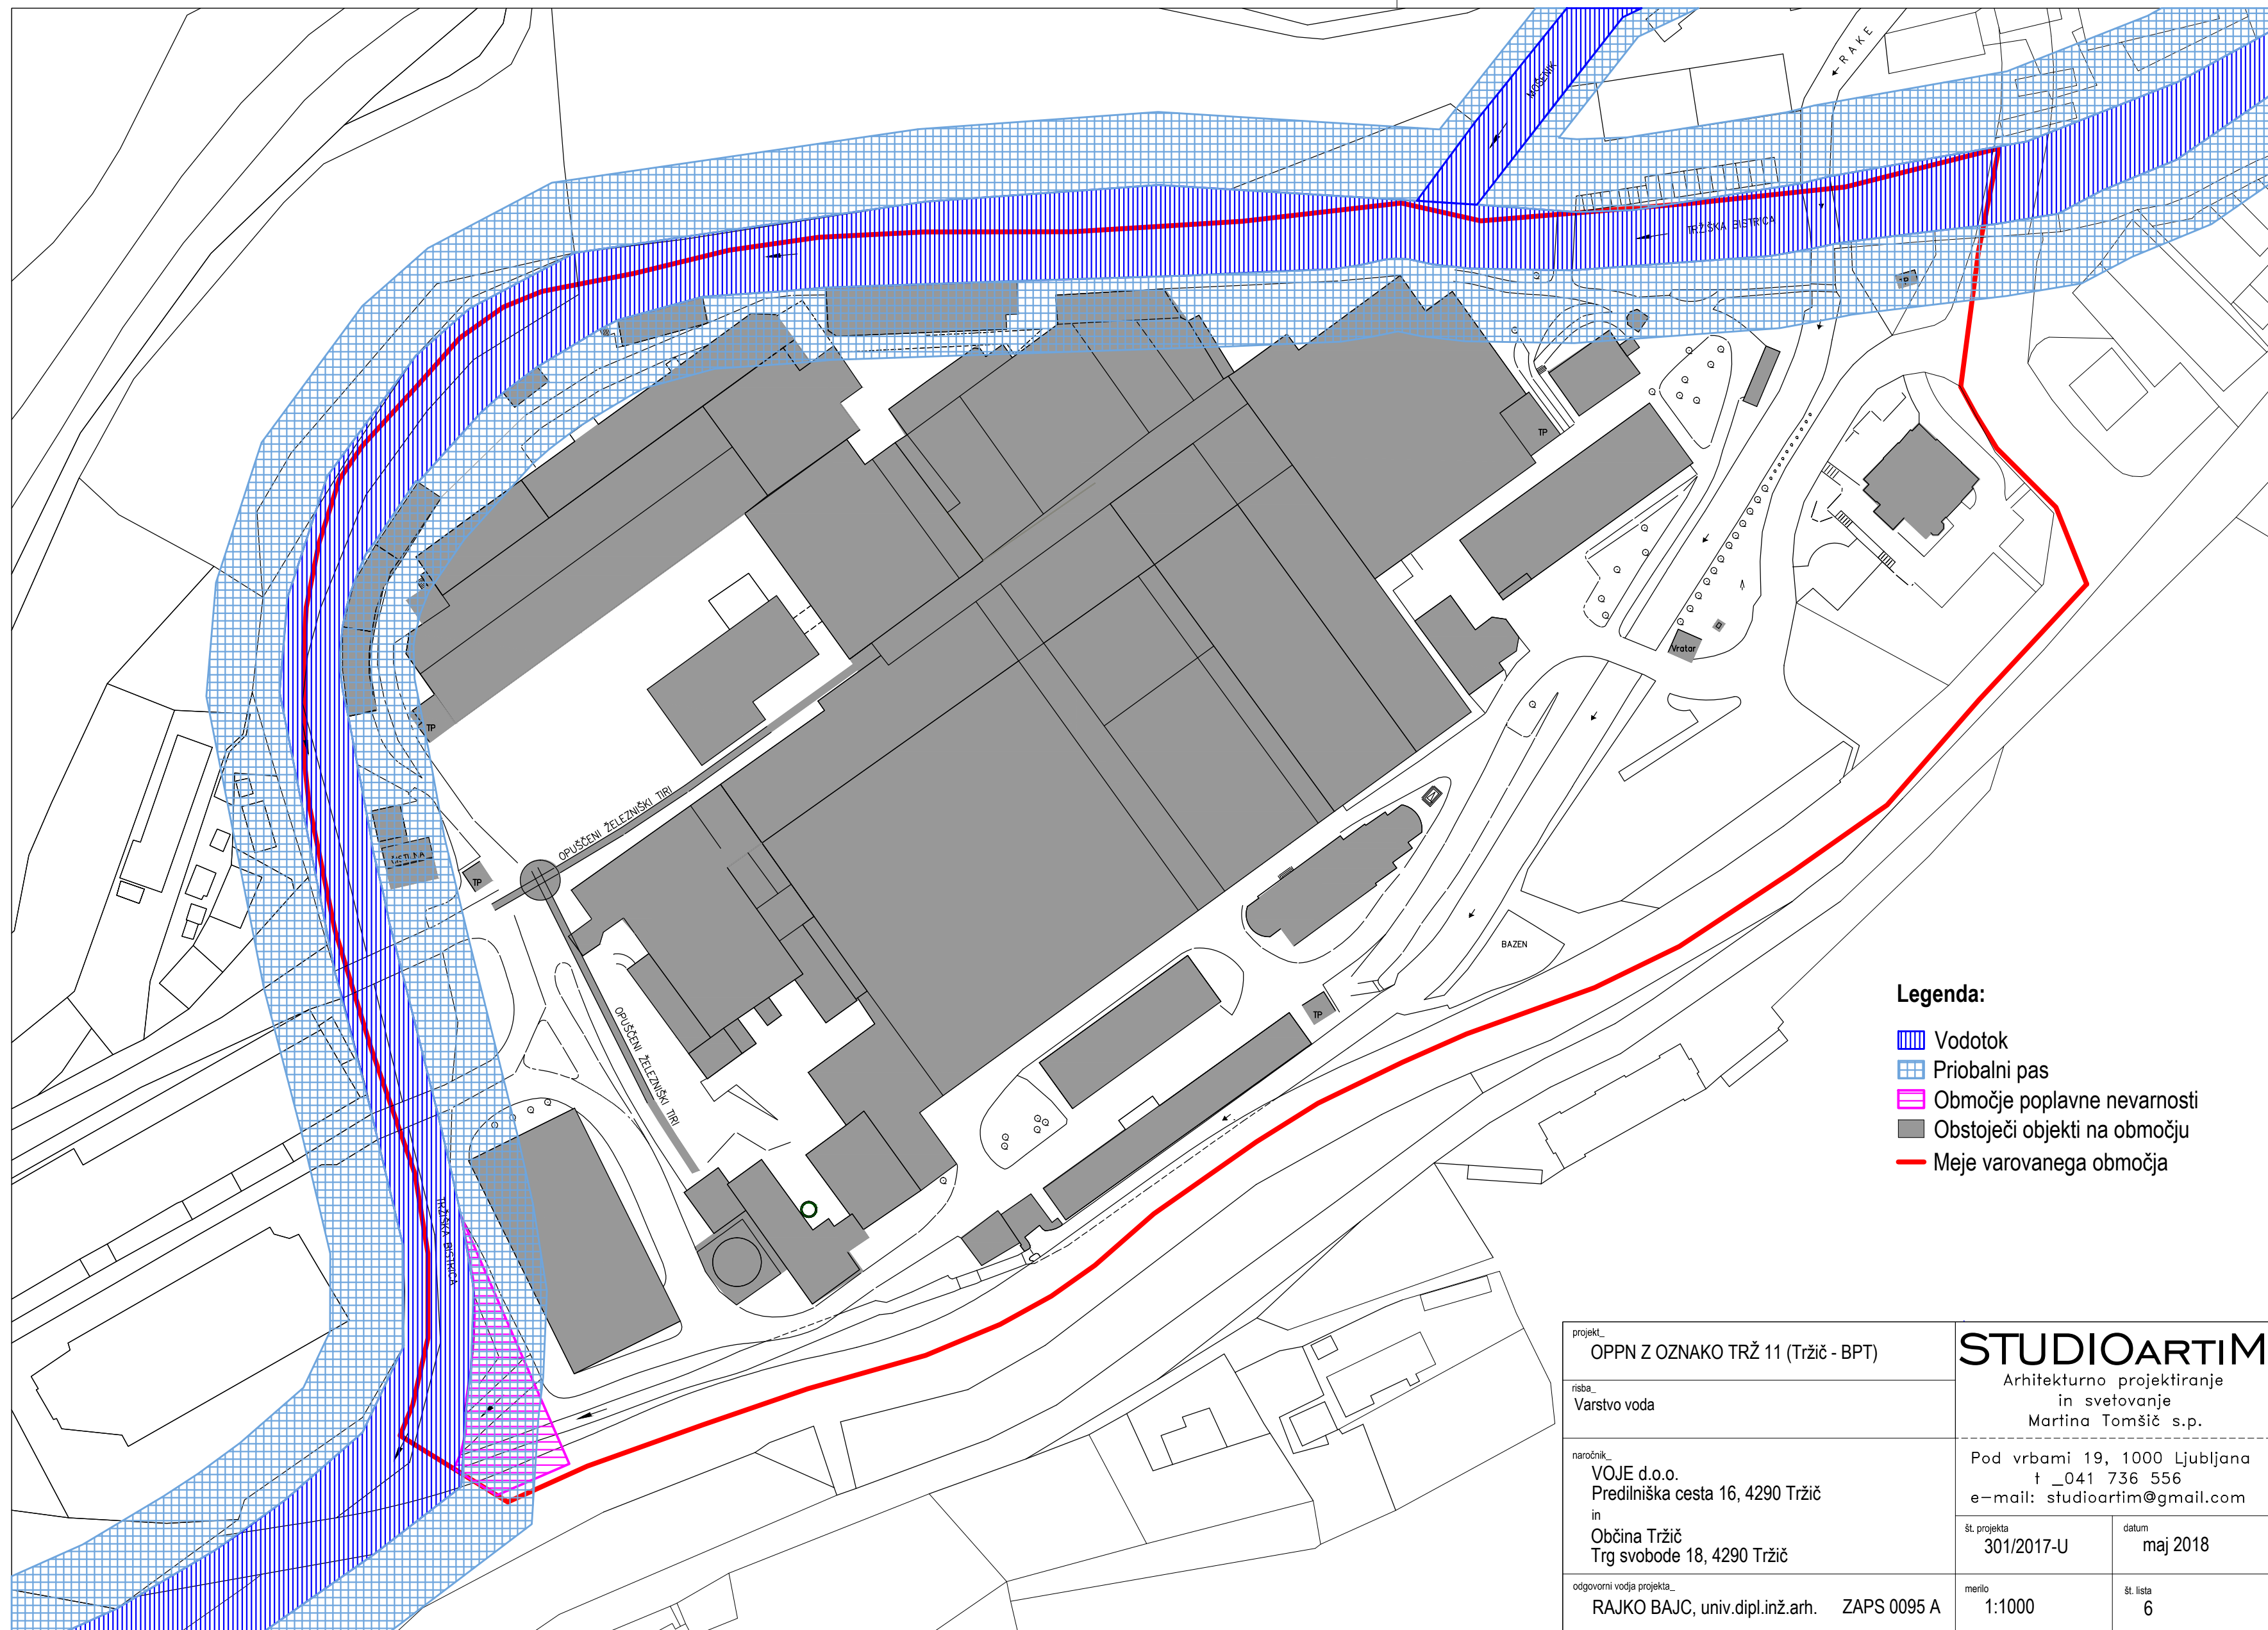 ← RAKE
MOŠENIK
TRŽIŠKA BISTRICA
TP
TP
Vratar
TP
OPUŠČENI ŽELEZNIŠKI TIRI
ČISTILNA
TP
BAZEN
TP
OPUŠČENI ŽELEZNIŠKI TIRI
TRŽIŠKA BISTRICA
Legenda:
Vodotok
Priobalni pas
Območje poplavne nevarnosti
Obstoječi objekti na območju
Meje varovanega območja
projekt_
OPPN Z OZNAKO TRŽ 11 (Tržič - BPT)
risba_
Varstvo voda
naročnik_
VOJE d.o.o.
Predilniška cesta 16, 4290 Tržič
in
Občina Tržič
Trg svobode 18, 4290 Tržič
odgovorni vodja projekta_
RAJKO BAJC, univ.dipl.inž.arh. ZAPS 0095 A
STUDIOARTIM
Arhitekturno projektiranje
in svetovanje
Martina Tomšič s.p.
Pod vrbami 19, 1000 Ljubljana
t _041 736 556
e-mail: studioartim@gmail.com
št. projekta
301/2017-U
datum
maj 2018
merilo
1:1000
št. lista
6